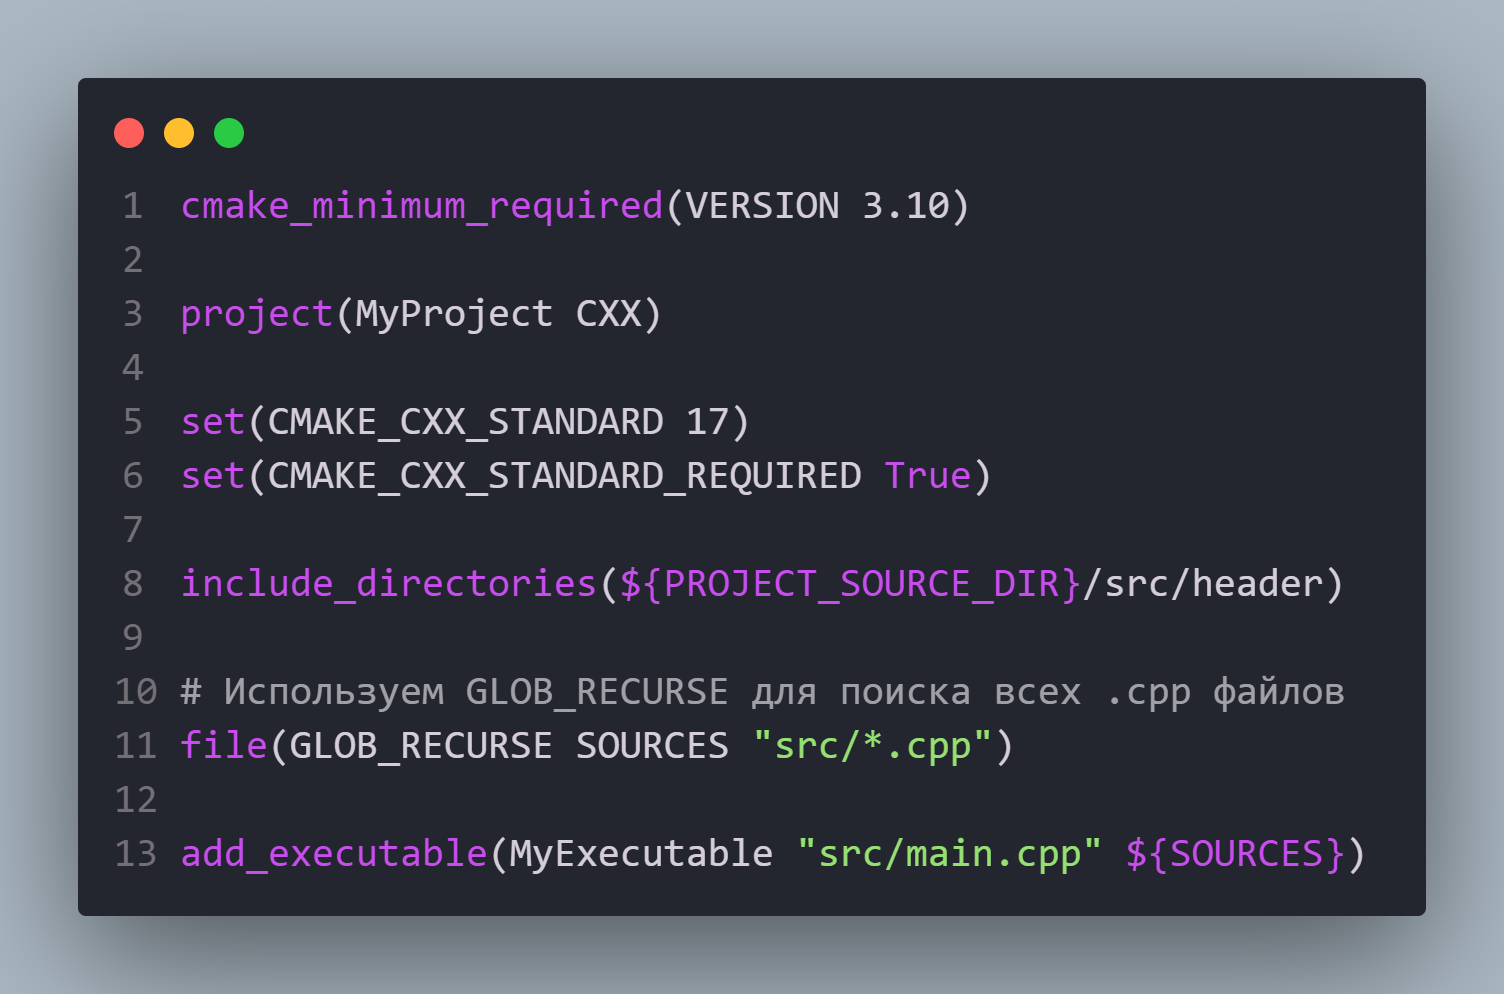 1 cmake_minimum_required(VERSION 3.10)
2
3 project(MyProject CXX)
4
5 set(CMAKE_CXX_STANDARD 17)
6 set(CMAKE_CXX_STANDARD_REQUIRED True)
7
8 include_directories(${PROJECT_SOURCE_DIR}/src/header)
9
10 # Используем GLOB_RECURSE для поиска всех .cpp файлов
11 file(GLOB_RECURSE SOURCES "src/*.cpp")
12
13 add_executable(MyExecutable "src/main.cpp" ${SOURCES})